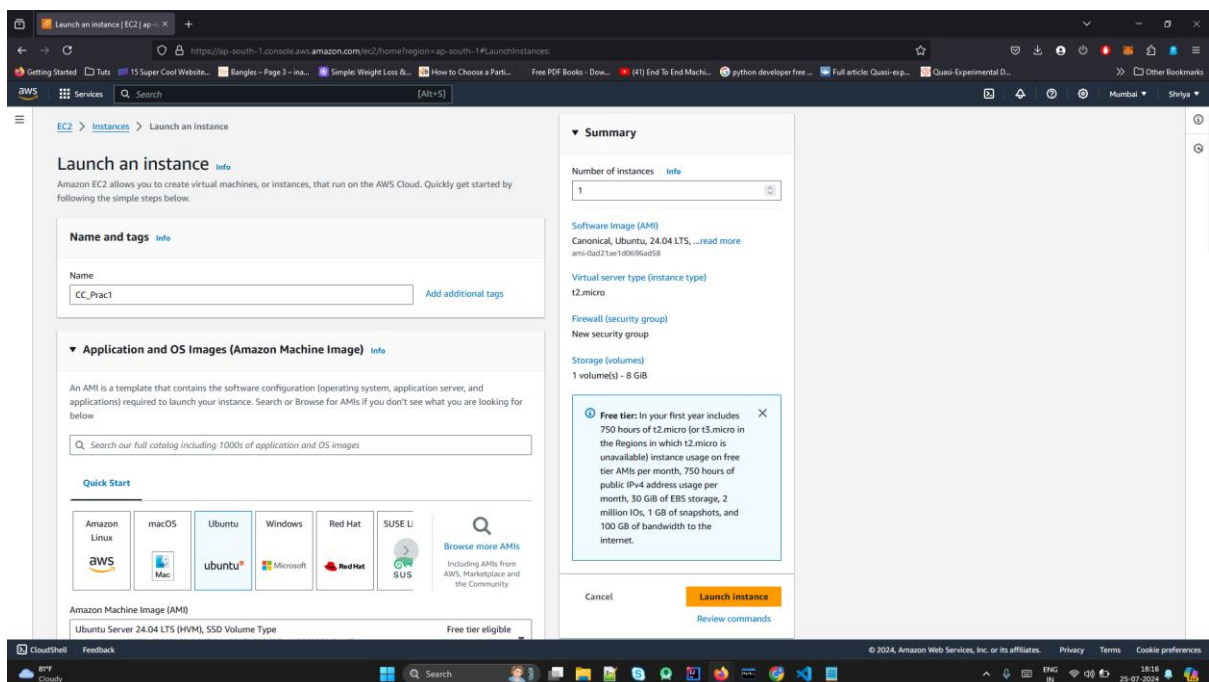 Launch an instance | EC2 | ap-s
https://ap-south-1.console.aws.amazon.com/ec2/home?region=ap-south-1#LaunchInstances:
Getting Started
Tuts
15 Super Cool Website...
Bangles – Page 3 – ina...
Simple: Weight Loss &...
How to Choose a Parti...
Free PDF Books - Dow...
(41) End To End Machi...
python developer free ...
Full article: Quasi-exp...
Quasi-Experimental D...
Other Bookmarks
aws
Services
Search
[Alt+S]
Mumbai
Shriya
EC2 > Instances > Launch an instance
Launch an instance Info
Amazon EC2 allows you to create virtual machines, or instances, that run on the AWS Cloud. Quickly get started by
following the simple steps below.
Name and tags Info
Name
CC_Prac1
Add additional tags
Application and OS Images (Amazon Machine Image) Info
An AMI is a template that contains the software configuration (operating system, application server, and
applications) required to launch your instance. Search or Browse for AMIs if you don't see what you are looking for
below
Search our full catalog including 1000s of application and OS images
Quick Start
Amazon
Linux
aws
macOS
Mac
Ubuntu
ubuntu
Windows
Microsoft
Red Hat
Red Hat
SUSE Li
SUS
Browse more AMIs
Including AMIs from
AWS, Marketplace and
the Community
Amazon Machine Image (AMI)
Ubuntu Server 24.04 LTS (HVM), SSD Volume Type
Free tier eligible
Summary
Number of instances Info
1
Software Image (AMI)
Canonical, Ubuntu, 24.04 LTS, ...read more
ami-0ad21ae1d0696ad58
Virtual server type (instance type)
t2.micro
Firewall (security group)
New security group
Storage (volumes)
1 volume(s) - 8 GiB
Free tier: In your first year includes
750 hours of t2.micro (or t3.micro in
the Regions in which t2.micro is
unavailable) instance usage on free
tier AMIs per month, 750 hours of
public IPv4 address usage per
month, 30 GiB of EBS storage, 2
million IOs, 1 GB of snapshots, and
100 GB of bandwidth to the
internet.
Cancel
Launch instance
Review commands
CloudShell
Feedback
© 2024, Amazon Web Services, Inc. or its affiliates.
Privacy
Terms
Cookie preferences
81°F
Cloudy
Search
ENG
IN
18:16
25-07-2024